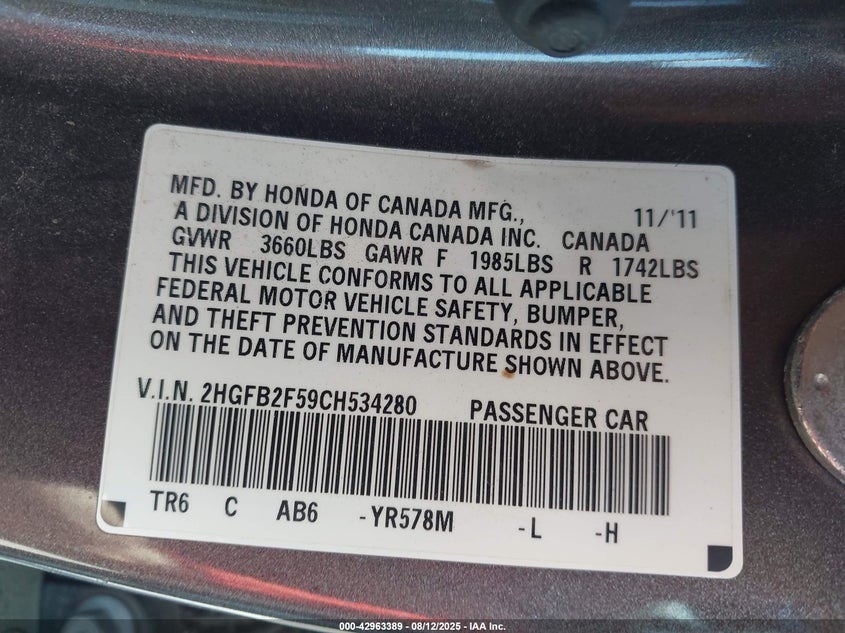 MFD. BY HONDA OF CANADA MFG., 11/'11
A DIVISION OF HONDA CANADA INC. CANADA
GVWR 3660LBS GAWR F 1985LBS R 1742LBS
THIS VEHICLE CONFORMS TO ALL APPLICABLE
FEDERAL MOTOR VEHICLE SAFETY, BUMPER,
AND THEFT PREVENTION STANDARDS IN EFFECT
ON THE DATE OF MANUFACTURE SHOWN ABOVE.
V.I.N. 2HGFB2F59CH534280 PASSENGER CAR
TR6 C AB6 -YR578M -L -H
000-42963389 - 08/12/2025 - IAA Inc.